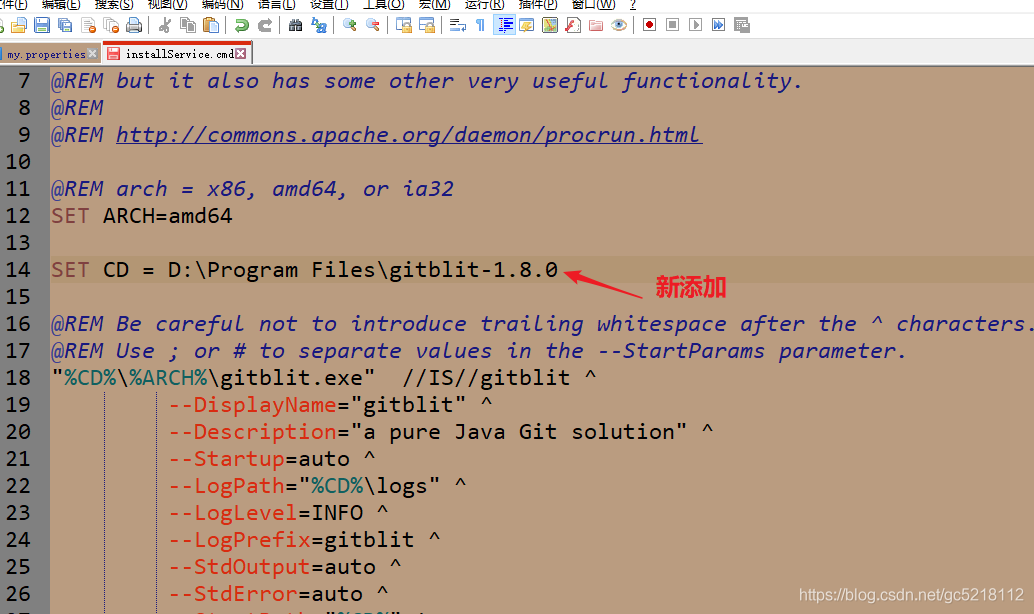 文件(F) 编辑(E) 搜索(S) 视图(V) 编码(N) 语言(L) 设置(T) 工具(O) 宏(M) 运行(R) 插件(P) 窗口(W) ?
my.properties installService.cmd
7 @REM but it also has some other very useful functionality.
8 @REM
9 @REM http://commons.apache.org/daemon/procrun.html
10
11 @REM arch = x86, amd64, or ia32
12 SET ARCH=amd64
13
14 SET CD = D:\Program Files\gitblit-1.8.0
新添加
15
16 @REM Be careful not to introduce trailing whitespace after the ^ characters.
17 @REM Use ; or # to separate values in the --StartParams parameter.
18 "%CD%\%ARCH%\gitblit.exe" //IS//gitblit ^
19 --DisplayName="gitblit" ^
20 --Description="a pure Java Git solution" ^
21 --Startup=auto ^
22 --LogPath="%CD%\logs" ^
23 --LogLevel=INFO ^
24 --LogPrefix=gitblit ^
25 --StdOutput=auto ^
26 --StdError=auto ^
https://blog.csdn.net/gc5218112